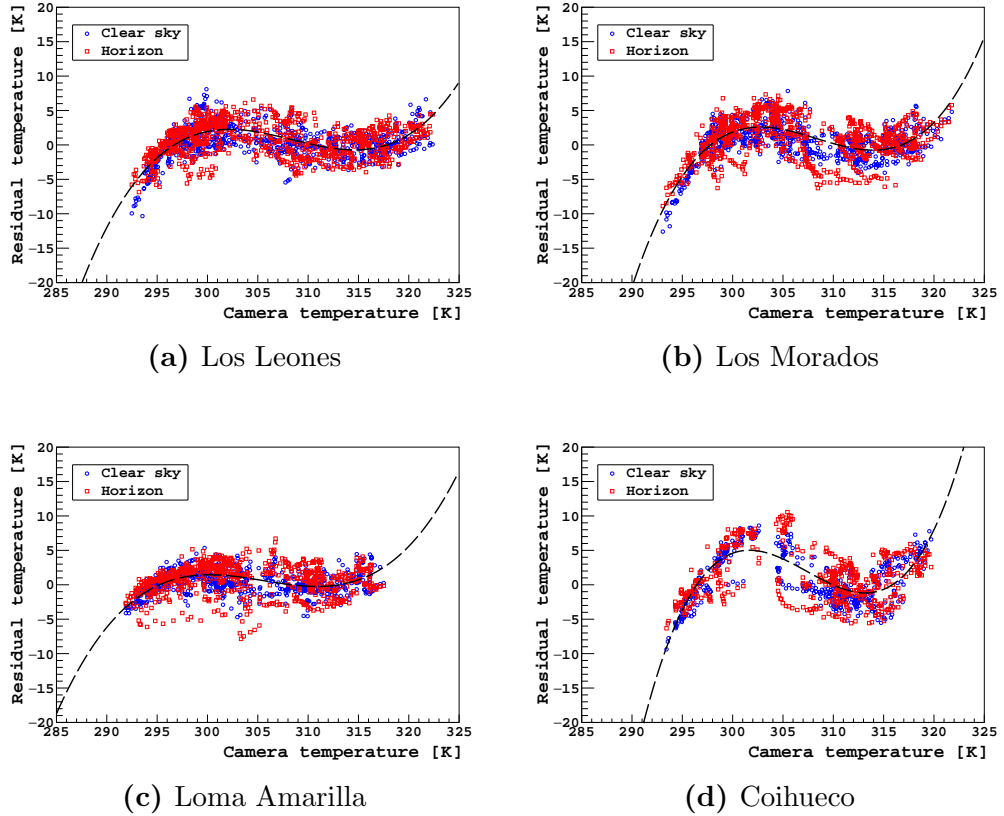 Residual temperature [K]
20
15
10
5
0
−5
−10
−15
−20
Clear sky
Horizon
285 290 295 300 305 310 315 320 325
Camera temperature [K]
(a) Los Leones
Residual temperature [K]
20
15
10
5
0
−5
−10
−15
−20
Clear sky
Horizon
285 290 295 300 305 310 315 320 325
Camera temperature [K]
(b) Los Morados
Residual temperature [K]
20
15
10
5
0
−5
−10
−15
−20
Clear sky
Horizon
285 290 295 300 305 310 315 320 325
Camera temperature [K]
(c) Loma Amarilla
Residual temperature [K]
20
15
10
5
0
−5
−10
−15
−20
Clear sky
Horizon
285 290 295 300 305 310 315 320 325
Camera temperature [K]
(d) Coihueco